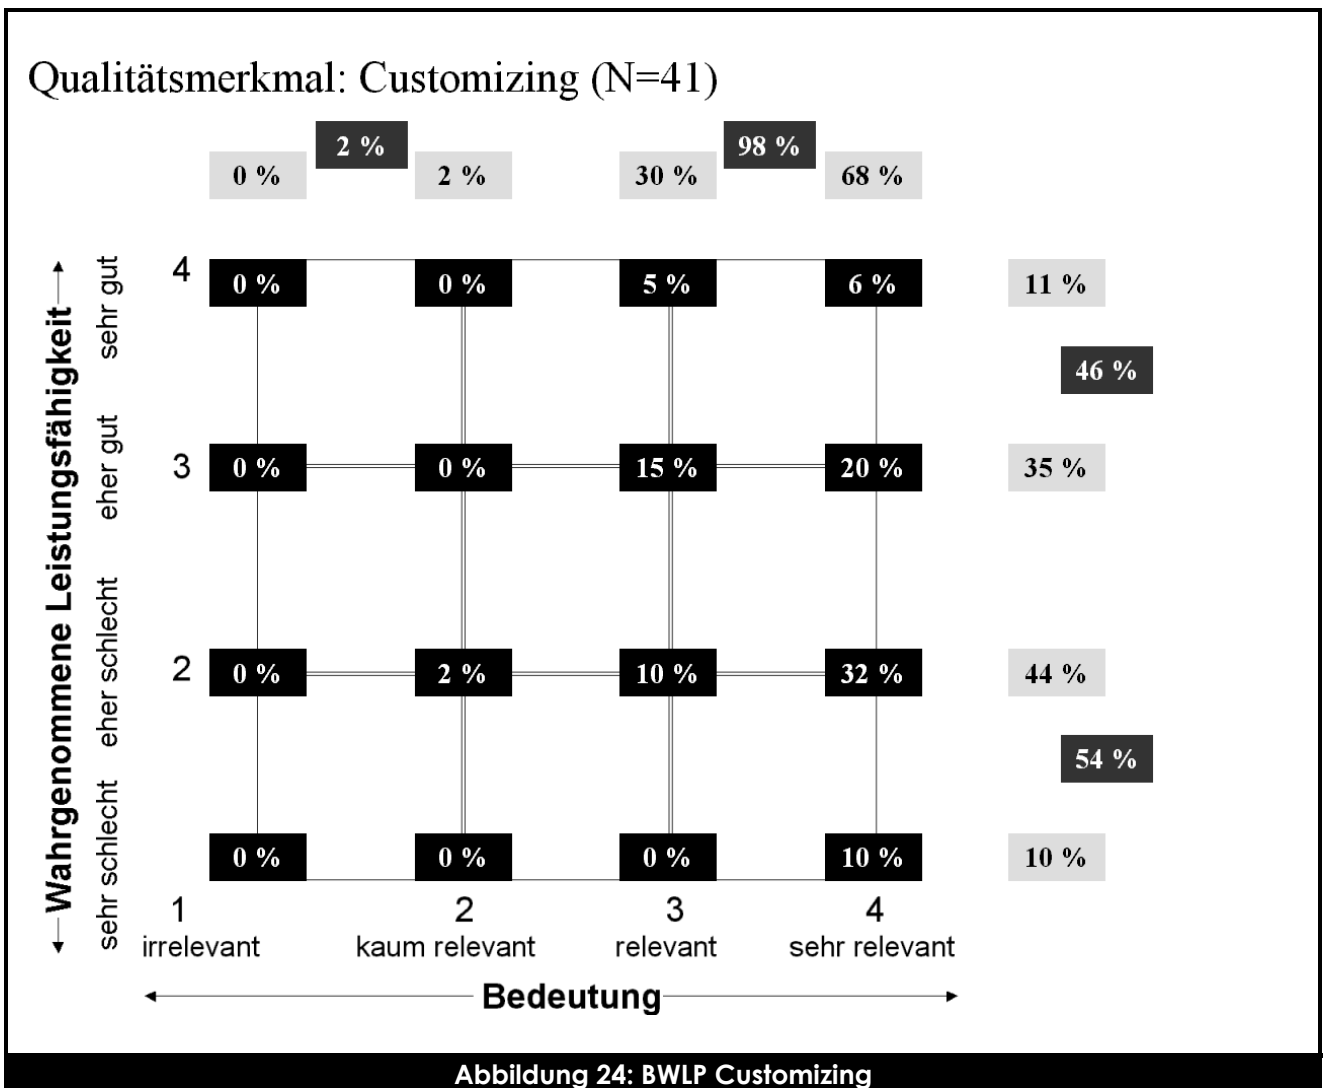 Qualitätsmerkmal: Customizing (N=41)
2 % 98 %
0 % 2 % 30 % 68 %
4 0 % 0 % 5 % 6 % 11 %
sehr gut
46 %
3 0 % 0 % 15 % 20 % 35 %
eher gut
Wahrgenommene Leistungsfähigkeit
2 0 % 2 % 10 % 32 % 44 %
eher schlecht
54 %
0 % 0 % 0 % 10 % 10 %
sehr schlecht
1 2 3 4
irrelevant kaum relevant relevant sehr relevant
Bedeutung
Abbildung 24: BWLP Customizing